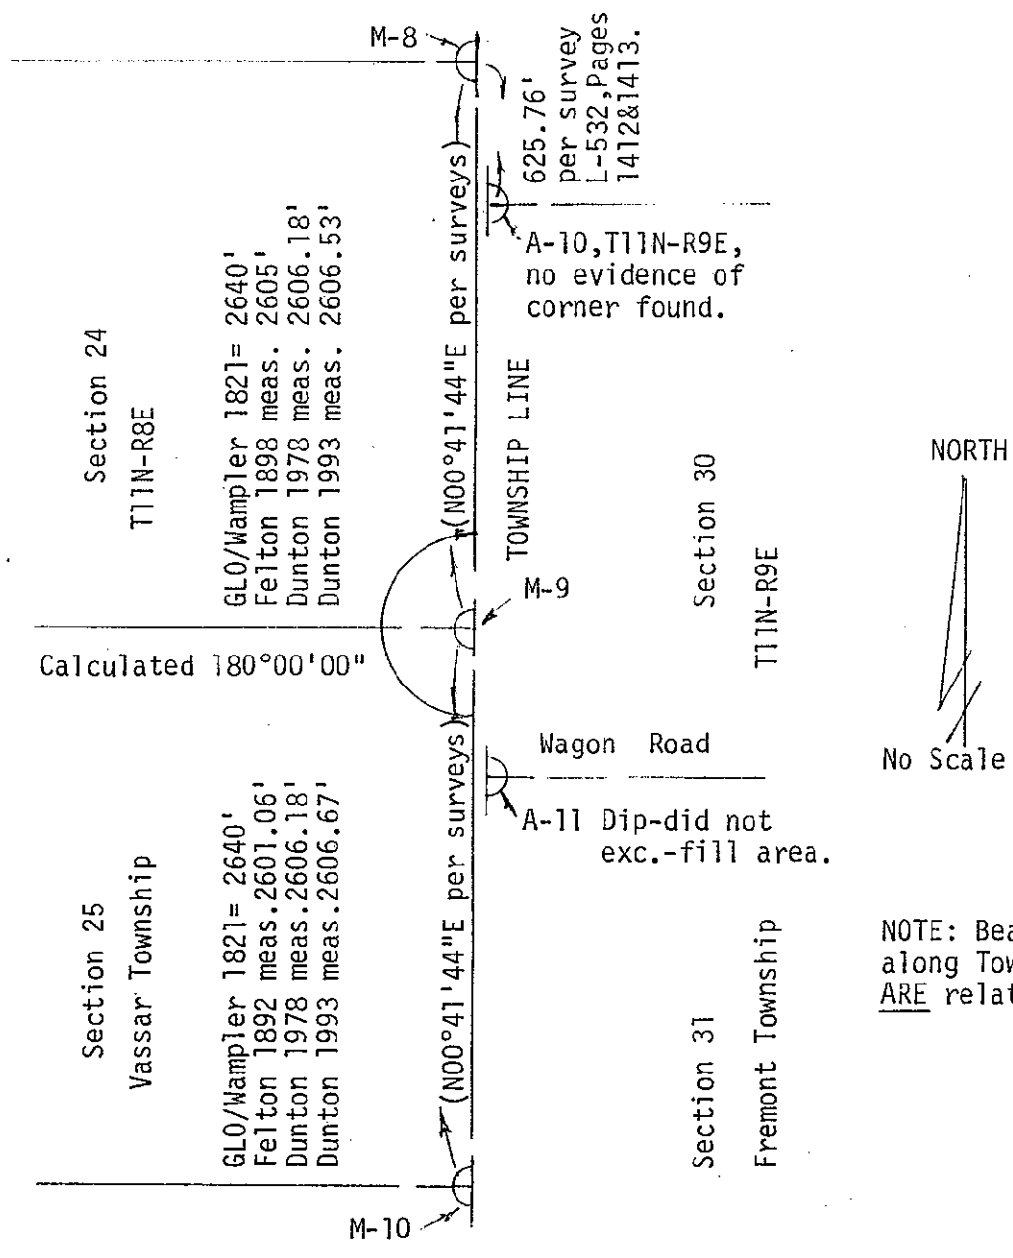 M-8
625.76'
per survey
L-532,Pages
1412&1413.
(N00°41'44"E per surveys)
A-10,T11N-R9E,
no evidence of
corner found.
Section 24
T11N-R8E
GLO/Wampler 1821= 2640'
Felton 1898 meas. 2605'
Dunton 1978 meas. 2606.18'
Dunton 1993 meas. 2606.53'
TOWNSHIP LINE
M-9
Section 30
T11N-R9E
NORTH
No Scale
Calculated 180°00'00"
Wagon Road
A-11 Dip-did not
exc.-fill area.
(N00°41'44"E per surveys)
Section 25
Vassar Township
GLO/Wampler 1821= 2640'
Felton 1892 meas.2601.06'
Dunton 1978 meas.2606.18'
Dunton 1993 meas.2606.67'
Section 31
Fremont Township
NOTE: Bea
along Tow
ARE relat
M-10